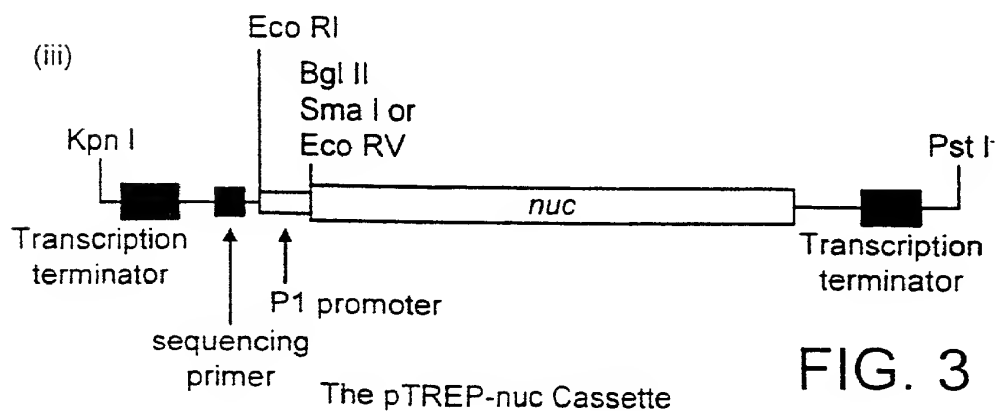 (iii)
Eco RI
Bgl II
Sma I or
Eco RV
Kpn I
Pst I
nuc
Transcription
terminator
Transcription
terminator
P1 promoter
sequencing
primer
The pTREP-nuc Cassette
FIG. 3